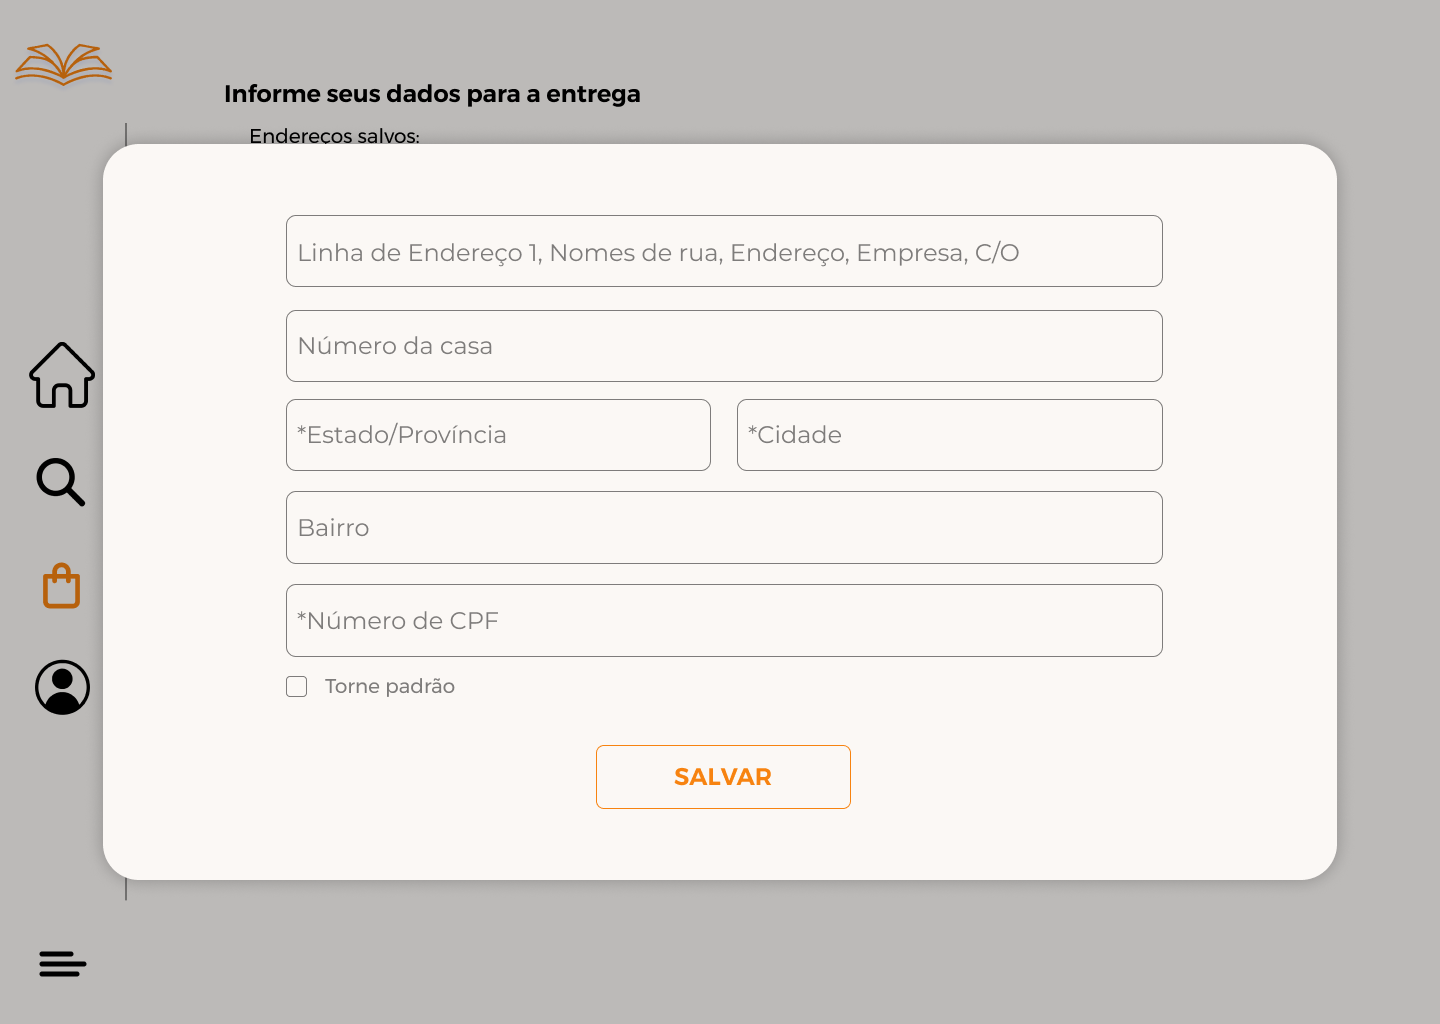 Informe seus dados para a entrega
Endereços salvos:
Linha de Endereço 1, Nomes de rua, Endereço, Empresa, C/O
Número da casa
*Estado/Província
*Cidade
Bairro
*Número de CPF
Torne padrão
SALVAR